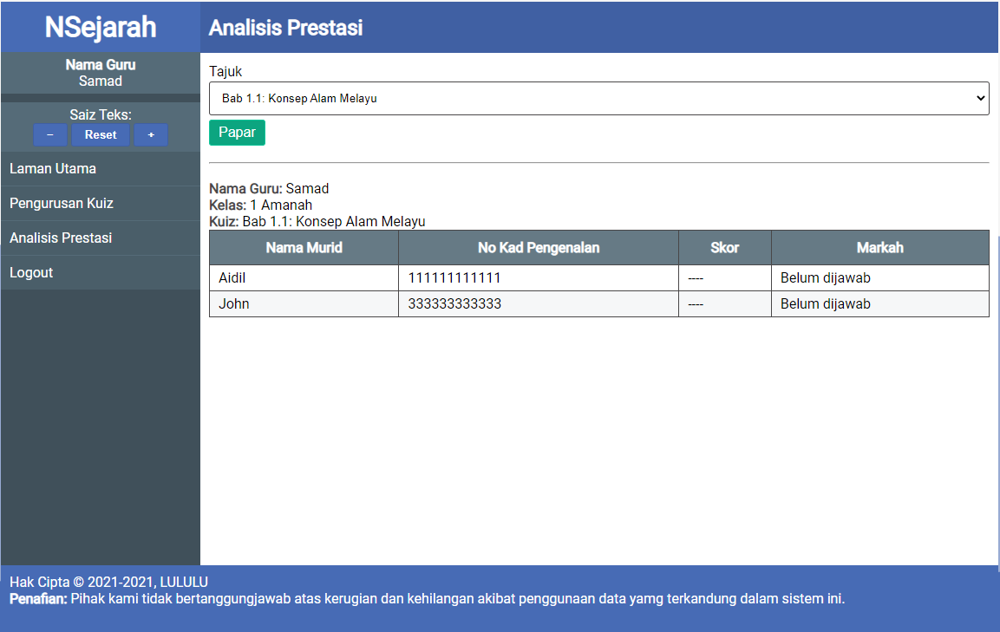 NSejarah
Analisis Prestasi
Nama Guru
Samad
Saiz Teks:
– Reset +
Laman Utama
Pengurusan Kuiz
Analisis Prestasi
Logout
Tajuk
Bab 1.1: Konsep Alam Melayu
Papar
Nama Guru: Samad
Kelas: 1 Amanah
Kuiz: Bab 1.1: Konsep Alam Melayu
Nama Murid No Kad Pengenalan Skor Markah
Aidil 111111111111 ---- Belum dijawab
John 333333333333 ---- Belum dijawab
Hak Cipta © 2021-2021, LULULU
Penafian: Pihak kami tidak bertanggungjawab atas kerugian dan kehilangan akibat penggunaan data yamg terkandung dalam sistem ini.